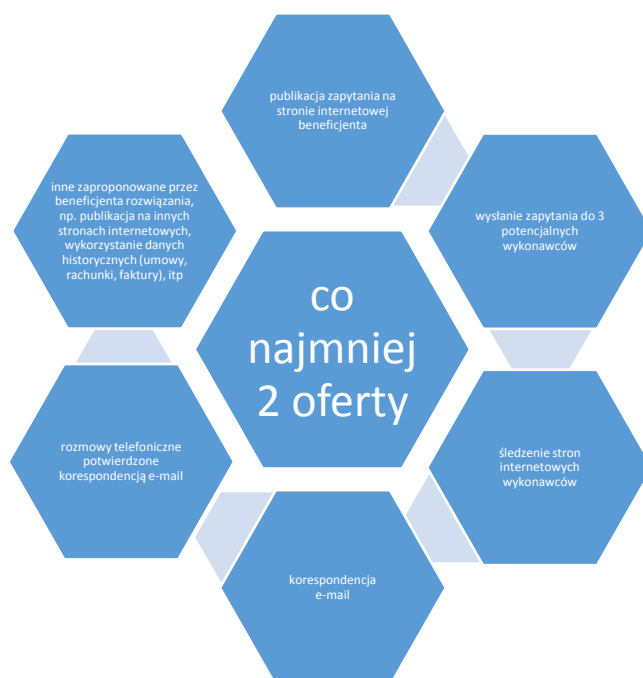 publikacja zapytania na
stronie internetowej
beneficjenta
wysłanie zapytania do 3
potencjalnych
wykonawców
śledzenie stron
internetowych
wykonawców
korespondencja
e-mail
rozmowy telefoniczne
potwierdzone
korespondencją e-mail
inne zaproponowane przez
beneficjenta rozwiązania,
np. publikacja na innych
stronach internetowych,
wykorzystanie danych
historycznych (umowy,
rachunki, faktury), itp
co
najmniej
2 oferty